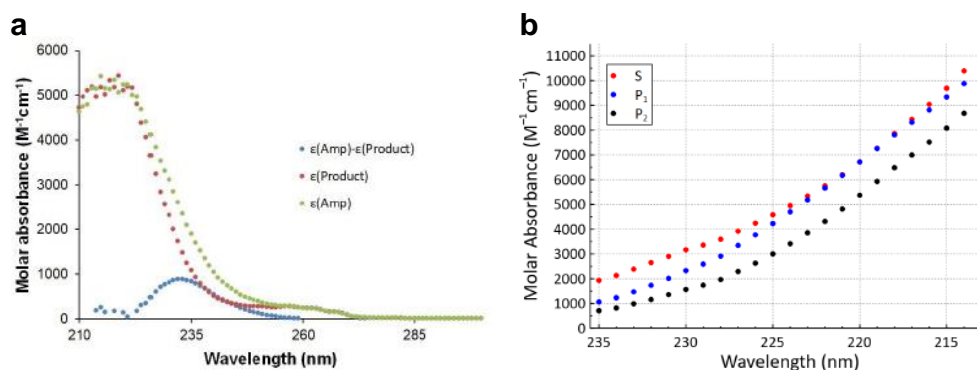 a
6000
5000
4000
3000
2000
1000
0
Molar absorbance (M⁻¹cm⁻¹)
ε(Amp)-ε(Product)
ε(Product)
ε(Amp)
210
235
260
285
Wavelength (nm)
b
11000
10000
9000
8000
7000
6000
5000
4000
3000
2000
1000
0
Molar Absorbance (M⁻¹cm⁻¹)
S
P₁
P₂
235
230
225
220
215
Wavelength (nm)